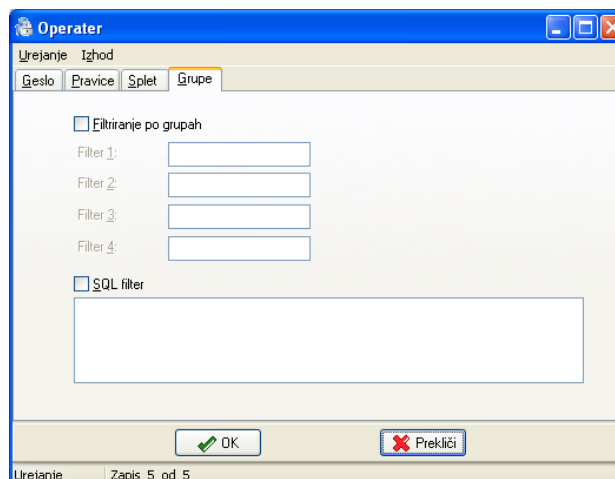 Operater
Urejanje Izhod
Geslo Pravice Splet Grupe
Filtriranje po grupah
Filter 1:
Filter 2:
Filter 3:
Filter 4:
SQL filter
OK Prekliči
Urejanje Zapis 5 od 5